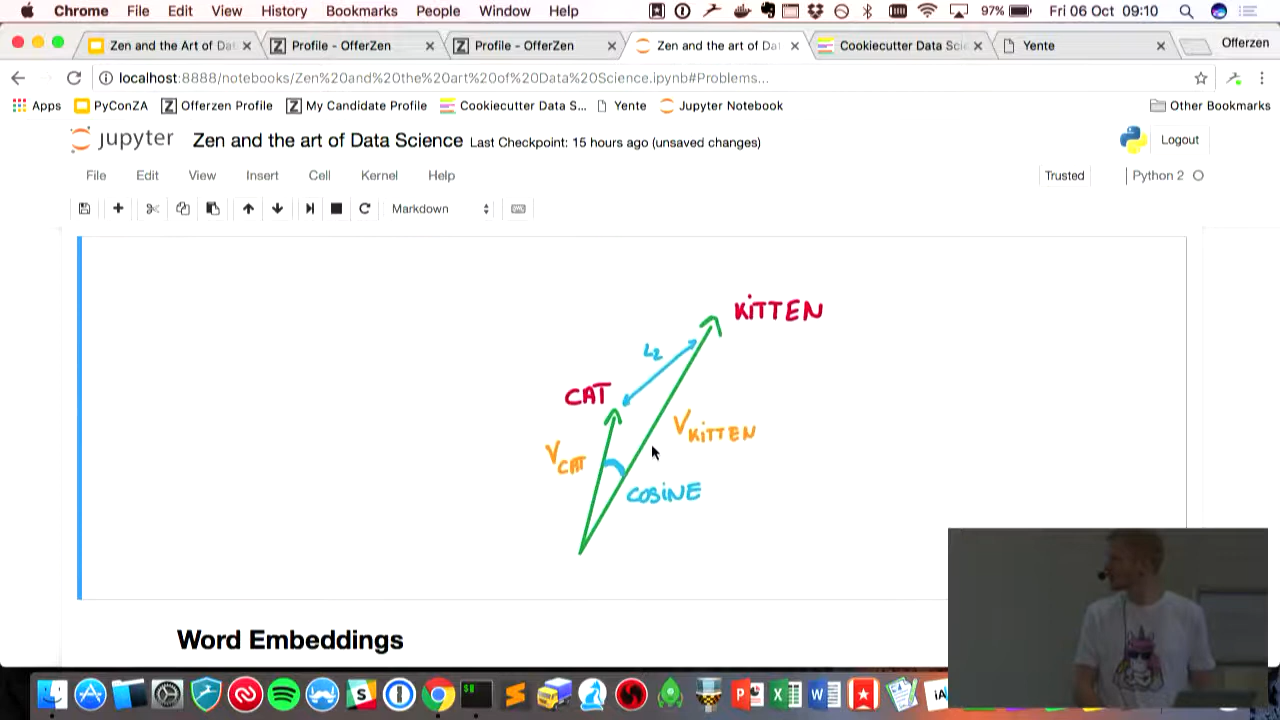 Chrome File Edit View History Bookmarks People Window Help 97% Fri 06 Oct 09:10
Zen and the Art of Da Profile - OfferZen Profile - OfferZen Zen and the art of Da Cookiecutter Data Sci Yente Offerzen
localhost:8888/notebooks/Zen%20and%20the%20art%20of%20Data%20Science.ipynb#Problems...
Apps PyConZA Offerzen Profile My Candidate Profile Cookiecutter Data S... Yente Jupyter Notebook Other Bookmarks
jupyter Zen and the art of Data Science Last Checkpoint: 15 hours ago (unsaved changes) Logout
File Edit View Insert Cell Kernel Help Trusted Python 2
Markdown
KiTTEN
L2
CAT
VKiTTEN
VCAT
COSiNE
Word Embeddings